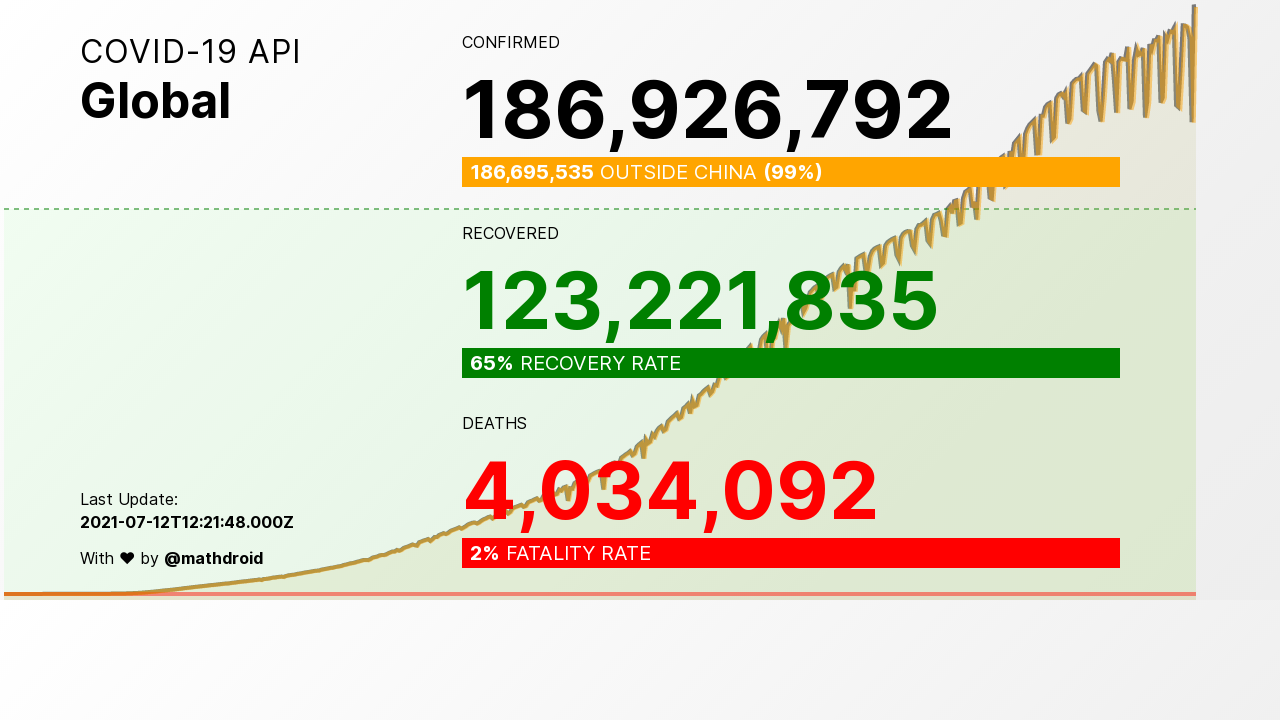 COVID-19 API
Global
CONFIRMED
186,926,792
186,695,535 OUTSIDE CHINA (99%)
RECOVERED
123,221,835
65% RECOVERY RATE
DEATHS
4,034,092
2% FATALITY RATE
Last Update:
2021-07-12T12:21:48.000Z
With ♥ by @mathdroid